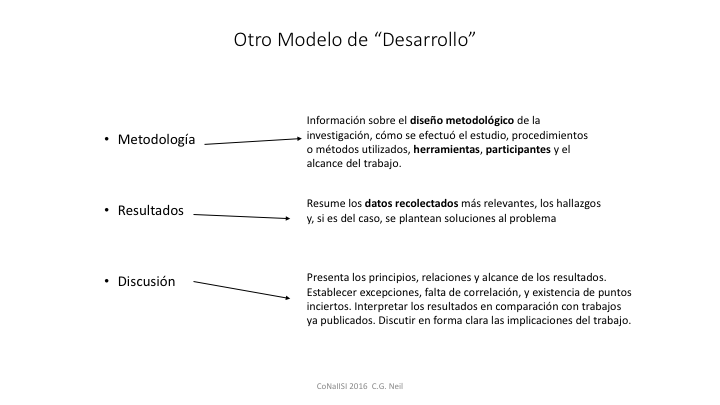 Otro Modelo de “Desarrollo”
• Metodología
Información sobre el diseño metodológico de la
investigación, cómo se efectuó el estudio, procedimientos
o métodos utilizados, herramientas, participantes y el
alcance del trabajo.
• Resultados
Resume los datos recolectados más relevantes, los hallazgos
y, si es del caso, se plantean soluciones al problema
• Discusión
Presenta los principios, relaciones y alcance de los resultados.
Establecer excepciones, falta de correlación, y existencia de puntos
inciertos. Interpretar los resultados en comparación con trabajos
ya publicados. Discutir en forma clara las implicaciones del trabajo.
CoNaIISI 2016 C.G. Neil